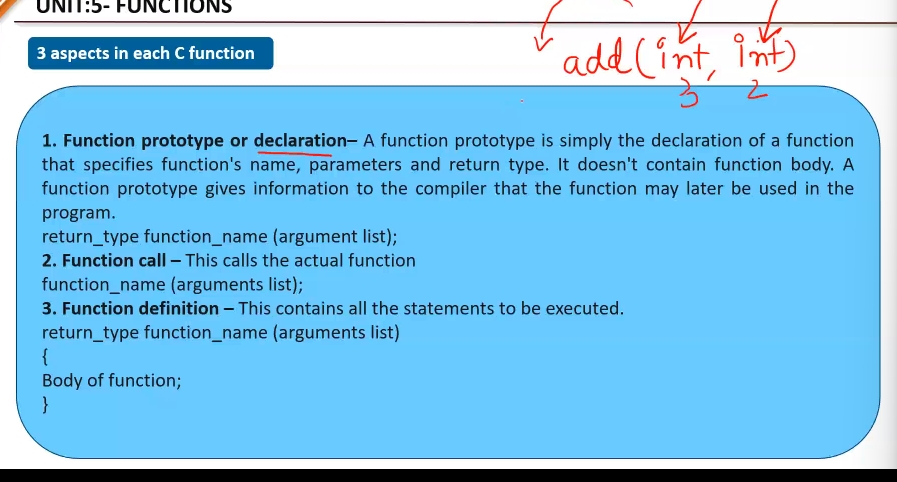 UNIT:5- FUNCTIONS
3 aspects in each C function
add(int, int)
3 2
1. Function prototype or declaration– A function prototype is simply the declaration of a function
that specifies function's name, parameters and return type. It doesn't contain function body. A
function prototype gives information to the compiler that the function may later be used in the
program.
return_type function_name (argument list);
2. Function call – This calls the actual function
function_name (arguments list);
3. Function definition – This contains all the statements to be executed.
return_type function_name (arguments list)
{
Body of function;
}